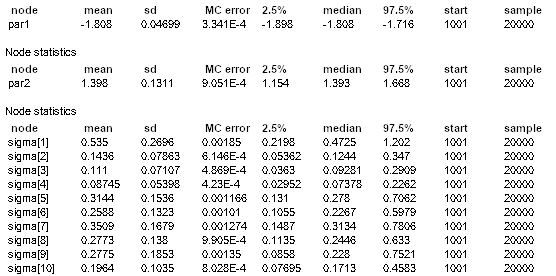 node mean sd MC error 2.5% median 97.5% start sample
par1 -1.808 0.04699 3.341E-4 -1.898 -1.808 -1.716 1001 20000
Node statistics
node mean sd MC error 2.5% median 97.5% start sample
par2 1.398 0.1311 9.051E-4 1.154 1.393 1.668 1001 20000
Node statistics
node mean sd MC error 2.5% median 97.5% start sample
sigma[1] 0.535 0.2696 0.00185 0.2198 0.4725 1.202 1001 20000
sigma[2] 0.1436 0.07863 6.146E-4 0.05362 0.1244 0.347 1001 20000
sigma[3] 0.111 0.07107 4.869E-4 0.0363 0.09281 0.2909 1001 20000
sigma[4] 0.08745 0.05398 4.23E-4 0.02952 0.07378 0.2262 1001 20000
sigma[5] 0.3144 0.1536 0.001166 0.131 0.278 0.7062 1001 20000
sigma[6] 0.2588 0.1323 0.00101 0.1055 0.2267 0.5979 1001 20000
sigma[7] 0.3509 0.1679 0.001274 0.1487 0.3134 0.7806 1001 20000
sigma[8] 0.2773 0.138 9.905E-4 0.1135 0.2446 0.633 1001 20000
sigma[9] 0.2775 0.1853 0.00135 0.0858 0.228 0.7521 1001 20000
sigma[10] 0.1964 0.1035 8.028E-4 0.07695 0.1713 0.4583 1001 20000